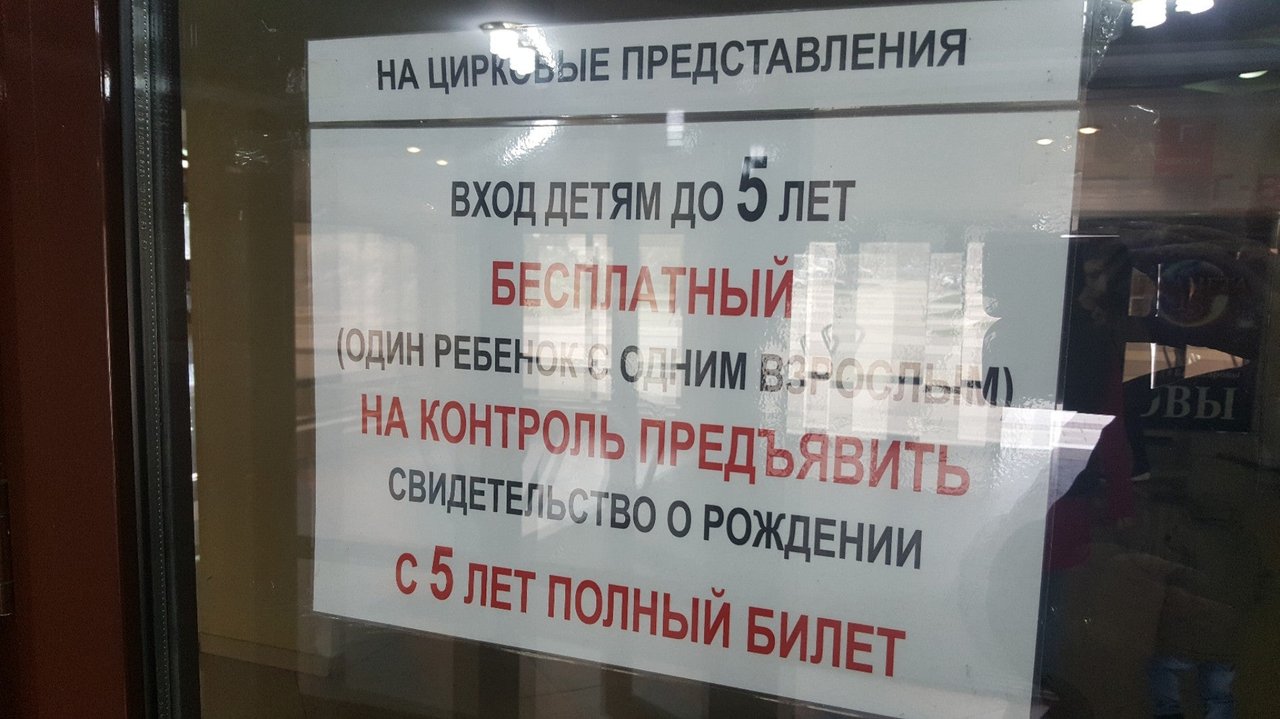 НА ЦИРКОВЫЕ ПРЕДСТАВЛЕНИЯ
ВХОД ДЕТЯМ ДО 5 ЛЕТ
БЕСПЛАТНЫЙ
(ОДИН РЕБЕНОК С ОДНИМ ВЗРОСЛЫМ)
НА КОНТРОЛЬ ПРЕДЪЯВИТЬ
СВИДЕТЕЛЬСТВО О РОЖДЕНИИ
С 5 ЛЕТ ПОЛНЫЙ БИЛЕТ